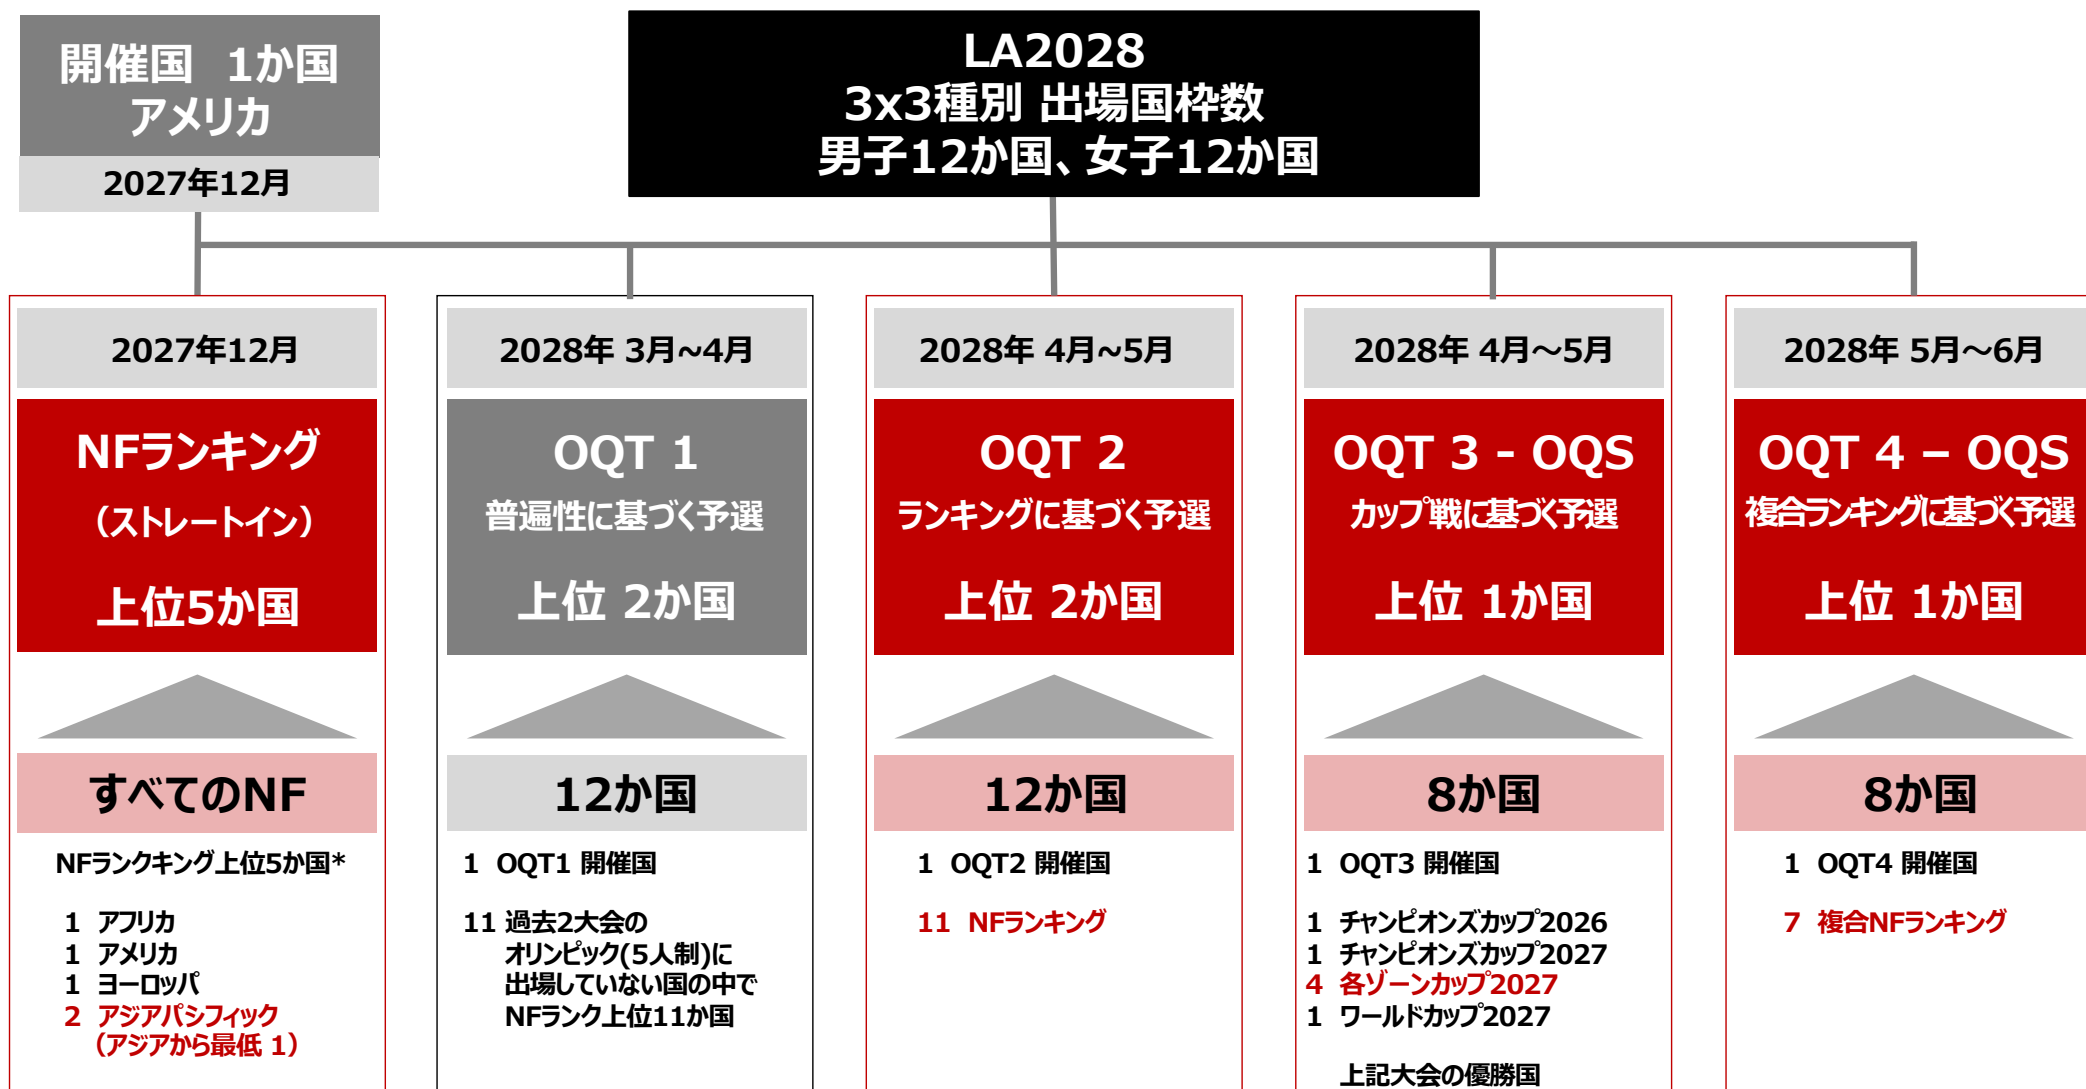 開催国 1か国
アメリカ
2027年12月
LA2028
3x3種別 出場国枠数
男子12か国、女子12か国
2027年12月
NFランキング
（ストレートイン）
上位5か国
すべてのNF
NFランクキング上位5か国*
1 アフリカ
1 アメリカ
1 ヨーロッパ
2 アジアパシフィック
（アジアから最低 1）
2028年 3月~4月
OQT 1
普遍性に基づく予選
上位 2か国
12か国
1 OQT1 開催国
11 過去2大会の
オリンピック(5人制)に
出場していない国の中で
NFランク上位11か国
2028年 4月~5月
OQT 2
ランキングに基づく予選
上位 2か国
12か国
1 OQT2 開催国
11 NFランキング
2028年 4月～5月
OQT 3 - OQS
カップ戦に基づく予選
上位 1か国
8か国
1 OQT3 開催国
1 チャンピオンズカップ2026
1 チャンピオンズカップ2027
4 各ゾーンカップ2027
1 ワールドカップ2027
上記大会の優勝国
2028年 5月～6月
OQT 4 – OQS
複合ランキングに基づく予選
上位 1か国
8か国
1 OQT4 開催国
7 複合NFランキング